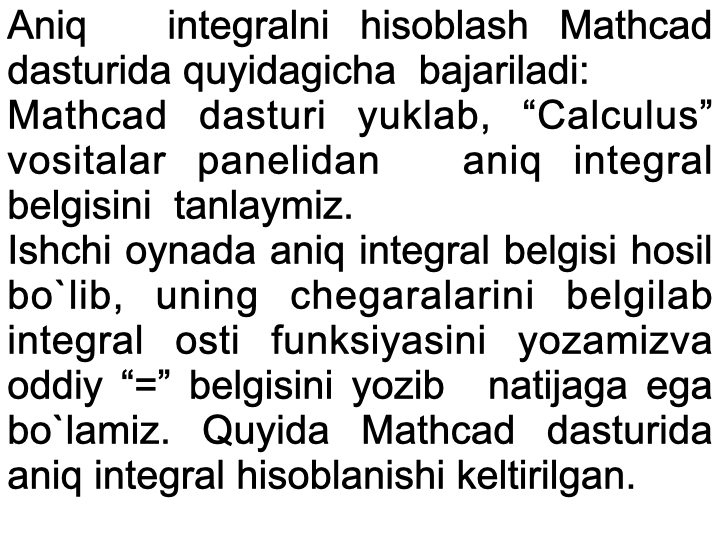 Aniq integralni hisoblash Mathcad
dasturida quyidagicha bajariladi:
Mathcad dasturi yuklab, “Calculus”
vositalar panelidan aniq integral
belgisini tanlaymiz.
Ishchi oynada aniq integral belgisi hosil
bo`lib, uning chegaralarini belgilab
integral osti funksiyasini yozamizva
oddiy “=” belgisini yozib natijaga ega
bo`lamiz. Quyida Mathcad dasturida
aniq integral hisoblanishi keltirilgan.